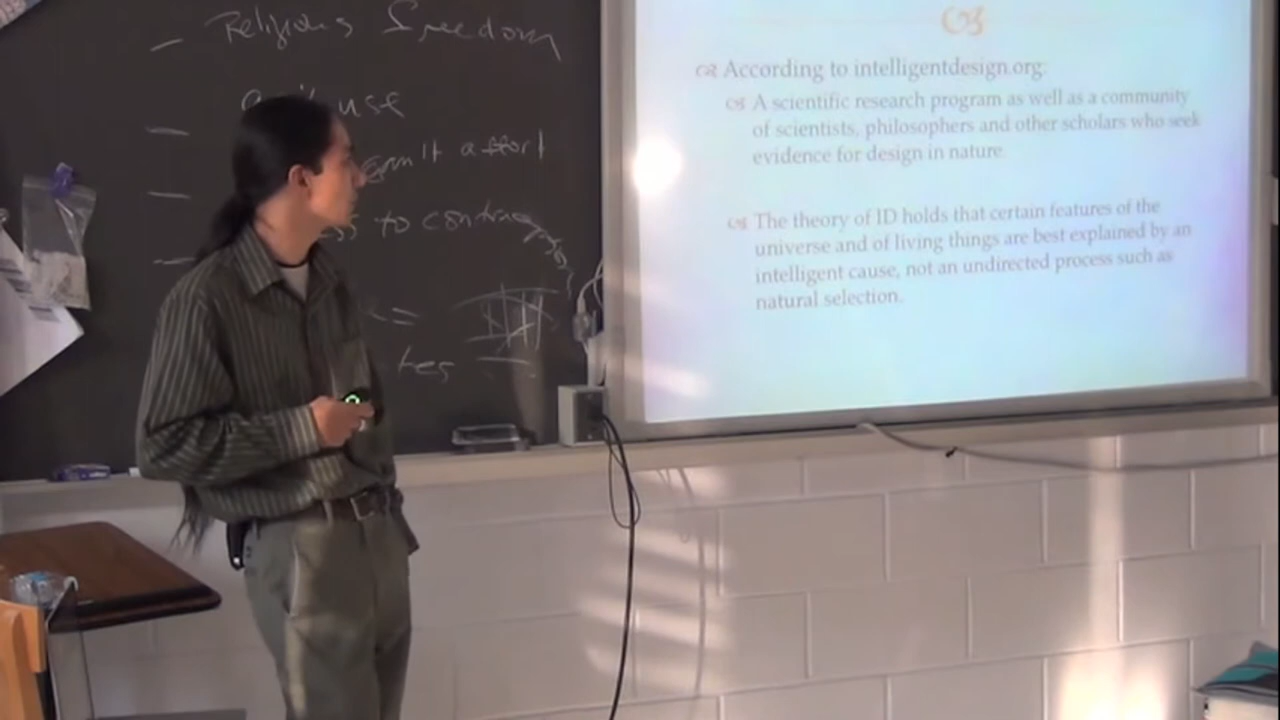 Religious freedom
use
to contracep
tes
According to intelligentdesign.org:
A scientific research program as well as a community
of scientists, philosophers and other scholars who seek
evidence for design in nature.
The theory of ID holds that certain features of the
universe and of living things are best explained by an
intelligent cause, not an undirected process such as
natural selection.